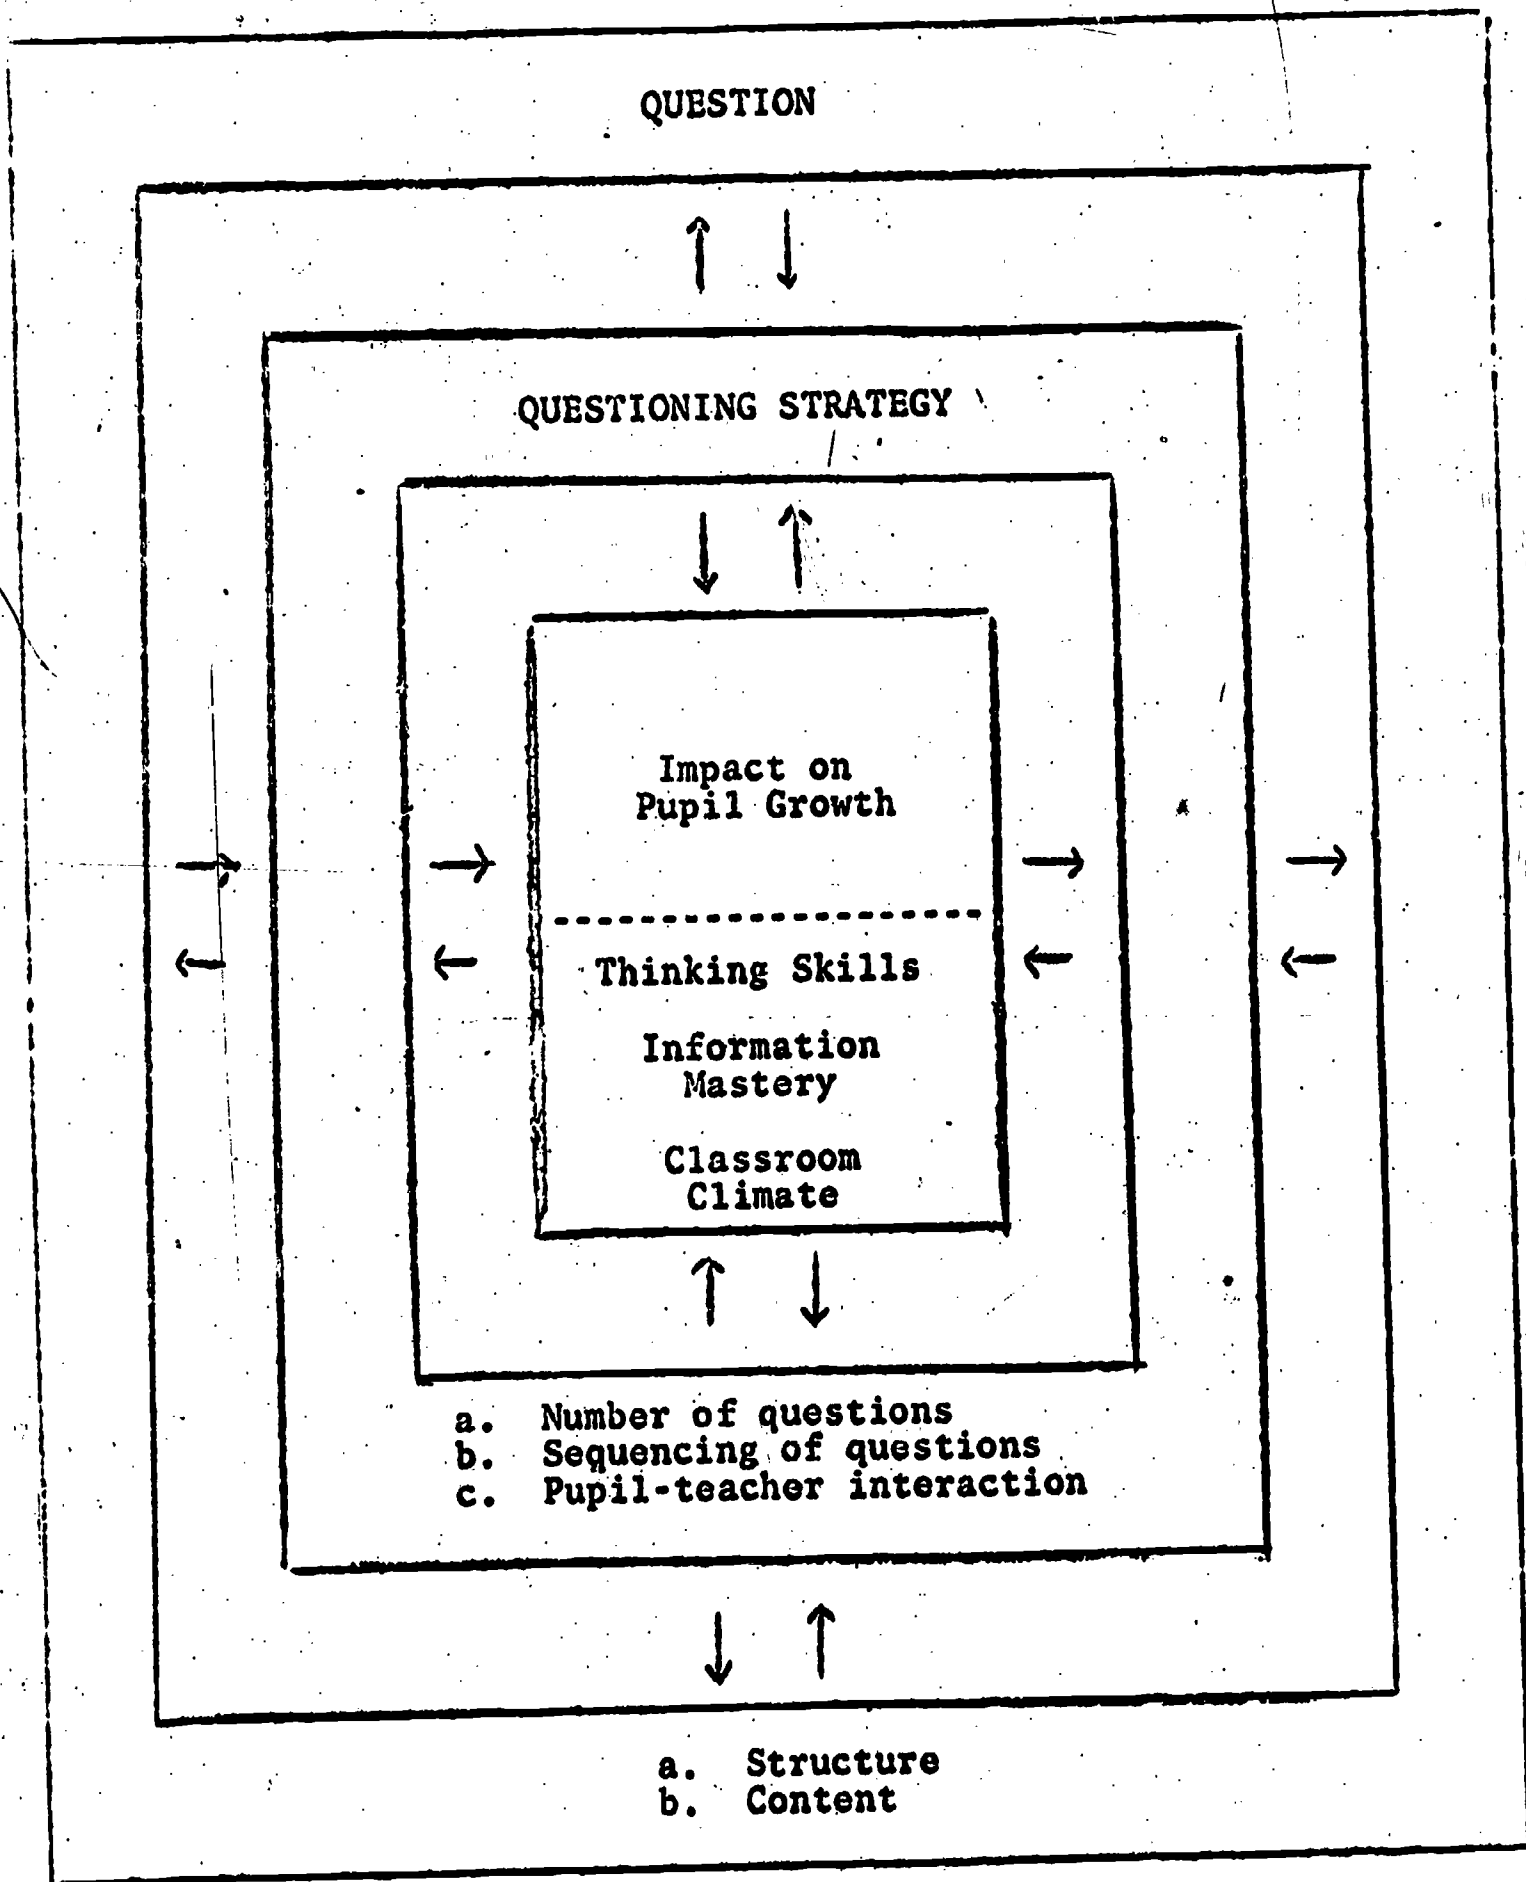 QUESTION
QUESTIONING STRATEGY
Impact on
Pupil Growth
Thinking Skills
Information
Mastery
Classroom
Climate
a. Number of questions
b. Sequencing of questions
c. Pupil-teacher interaction
a. Structure
b. Content